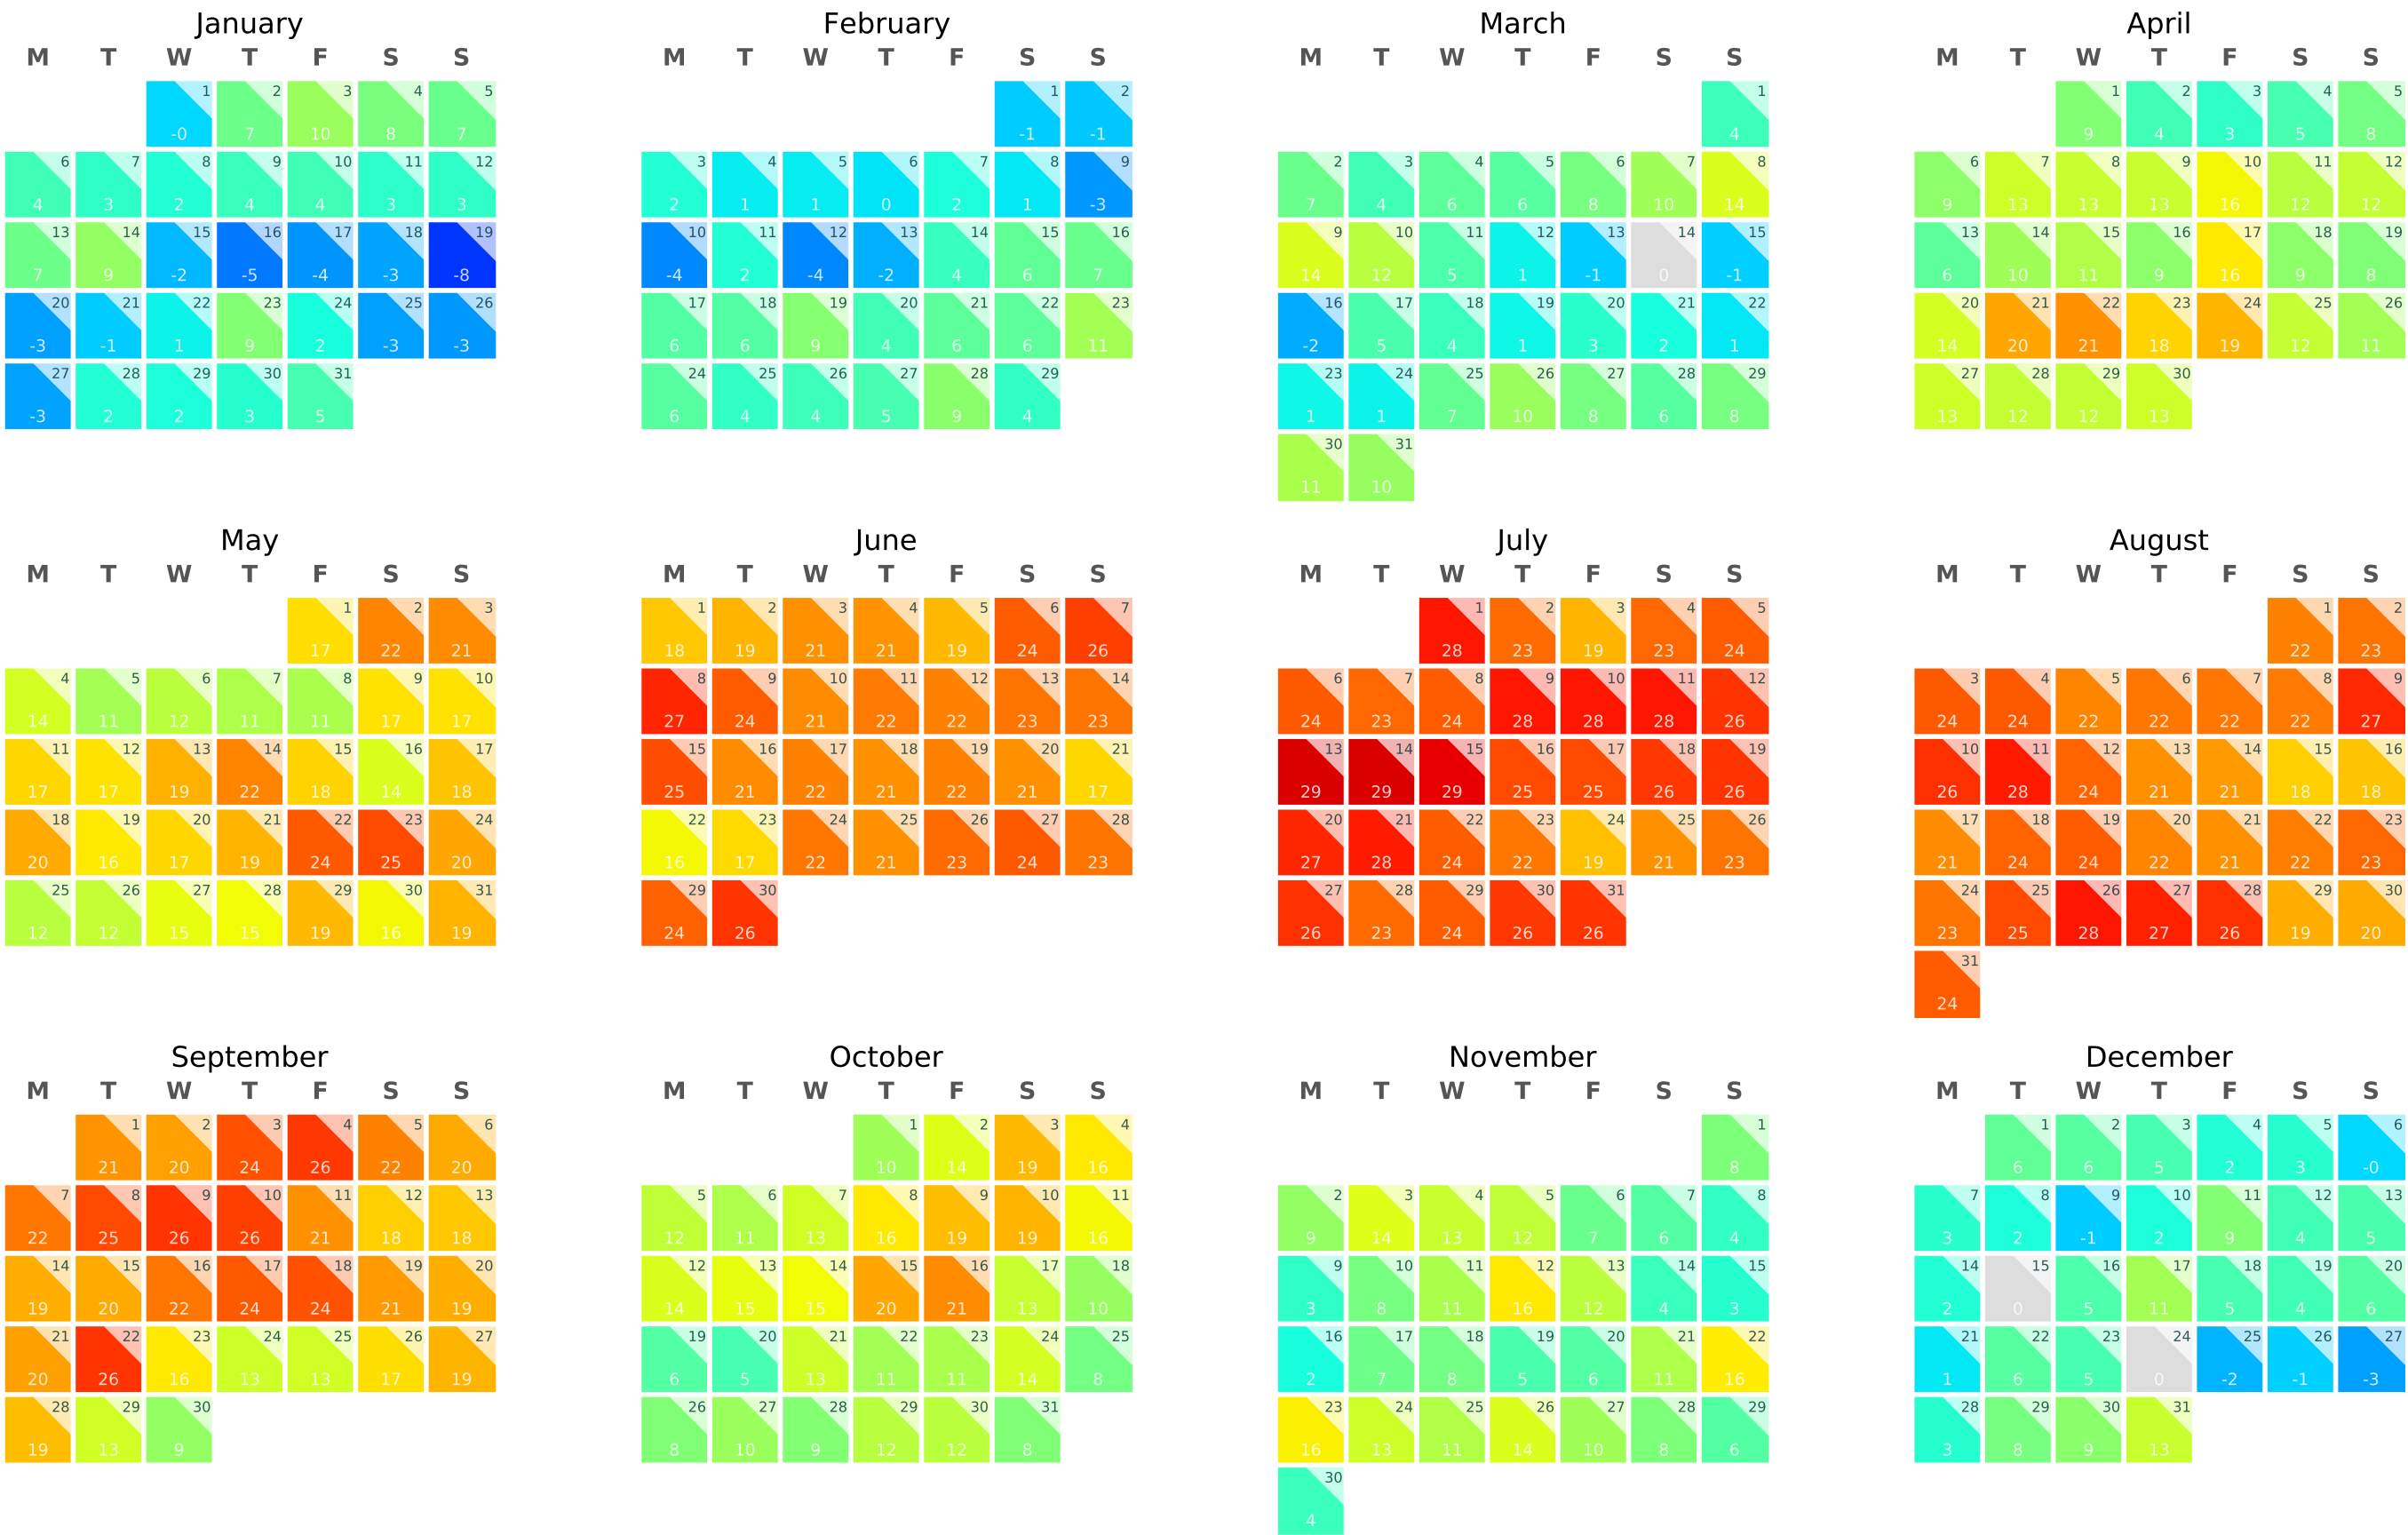 January
M T W T F S S
1 2 3 4 5
-0 7 10 8 7
6 7 8 9 10 11 12
4 3 2 4 4 3 3
13 14 15 16 17 18 19
7 9 -2 -5 -4 -3 -8
20 21 22 23 24 25 26
-3 -1 1 9 2 -3 -3
27 28 29 30 31
-3 2 2 3 5
February
M T W T F S S
1 2
-1 -1
3 4 5 6 7 8 9
2 1 1 0 2 1 -3
10 11 12 13 14 15 16
-4 2 -4 -2 4 6 7
17 18 19 20 21 22 23
6 6 9 4 6 6 11
24 25 26 27 28 29
6 4 4 5 9 4
March
M T W T F S S
1
4
2 3 4 5 6 7 8
7 4 6 6 8 10 14
9 10 11 12 13 14 15
14 12 5 1 -1 0 -1
16 17 18 19 20 21 22
-2 5 4 1 3 2 1
23 24 25 26 27 28 29
1 1 7 10 8 6 8
30 31
11 10
April
M T W T F S S
1 2 3 4 5
9 4 3 5 8
6 7 8 9 10 11 12
9 13 13 13 16 12 12
13 14 15 16 17 18 19
6 10 11 9 16 9 8
20 21 22 23 24 25 26
14 20 21 18 19 12 11
27 28 29 30
13 12 12 13
May
M T W T F S S
1 2 3
17 22 21
4 5 6 7 8 9 10
14 11 12 11 11 17 17
11 12 13 14 15 16 17
17 17 19 22 18 14 18
18 19 20 21 22 23 24
20 16 17 19 24 25 20
25 26 27 28 29 30 31
12 12 15 15 19 16 19
June
M T W T F S S
1 2 3 4 5 6 7
18 19 21 21 19 24 26
8 9 10 11 12 13 14
27 24 21 22 22 23 23
15 16 17 18 19 20 21
25 21 22 21 22 21 17
22 23 24 25 26 27 28
16 17 22 21 23 24 23
29 30
24 26
July
M T W T F S S
1 2 3 4 5
28 23 19 23 24
6 7 8 9 10 11 12
24 23 24 28 28 28 26
13 14 15 16 17 18 19
29 29 29 25 25 26 26
20 21 22 23 24 25 26
27 28 24 22 19 21 23
27 28 29 30 31
26 23 24 26 26
August
M T W T F S S
1 2
22 23
3 4 5 6 7 8 9
24 24 22 22 22 22 27
10 11 12 13 14 15 16
26 28 24 21 21 18 18
17 18 19 20 21 22 23
21 24 24 22 21 22 23
24 25 26 27 28 29 30
23 25 28 27 26 19 20
31
24
September
M T W T F S S
1 2 3 4 5 6
21 20 24 26 22 20
7 8 9 10 11 12 13
22 25 26 26 21 18 18
14 15 16 17 18 19 20
19 20 22 24 24 21 19
21 22 23 24 25 26 27
20 26 16 13 13 17 19
28 29 30
19 13 9
October
M T W T F S S
1 2 3 4
10 14 19 16
5 6 7 8 9 10 11
12 11 13 16 19 19 16
12 13 14 15 16 17 18
14 15 15 20 21 13 10
19 20 21 22 23 24 25
6 5 13 11 11 14 8
26 27 28 29 30 31
8 10 9 12 12 8
November
M T W T F S S
1
8
2 3 4 5 6 7 8
9 14 13 12 7 6 4
9 10 11 12 13 14 15
3 8 11 16 12 4 3
16 17 18 19 20 21 22
2 7 8 5 6 11 16
23 24 25 26 27 28 29
16 13 11 14 10 8 6
30
4
December
M T W T F S S
1 2 3 4 5 6
6 6 5 2 3 -0
7 8 9 10 11 12 13
3 2 -1 2 9 4 5
14 15 16 17 18 19 20
2 0 5 11 5 4 6
21 22 23 24 25 26 27
1 6 5 0 -2 -1 -3
28 29 30 31
3 8 9 13